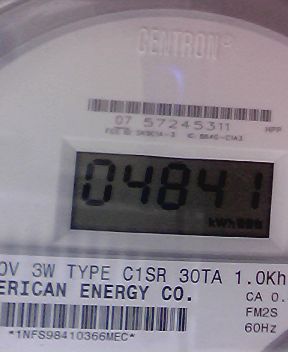 CENTRON®
07 57245311 HPP
04841
kWh
0V 3W TYPE C1SR 30TA 1.0Kh
ERICAN ENERGY CO. CA 0.
FM2S
*1NFS98410366MEC* 60Hz